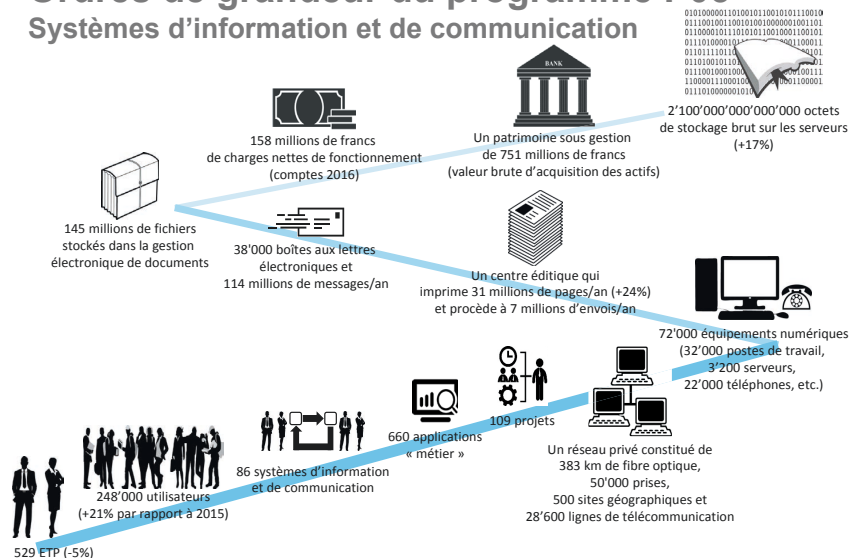 Ordres de grandeur du programme
Systèmes d’information et de communication
BANK
2’100’000’000’000’000 octets
de stockage brut sur les serveurs
(+17%)
158 millions de francs
de charges nettes de fonctionnement
(comptes 2016)
Un patrimoine sous gestion
de 751 millions de francs
(valeur brute d’acquisition des actifs)
145 millions de fichiers
stockés dans la gestion
électronique de documents
38'000 boîtes aux lettres
électroniques et
114 millions de messages/an
Un centre éditique qui
imprime 31 millions de pages/an (+24%)
et procède à 7 millions d’envois/an
72'000 équipements numériques
(32’000 postes de travail,
3’200 serveurs,
22’000 téléphones, etc.)
109 projets
660 applications
« métier »
Un réseau privé constitué de
383 km de fibre optique,
50'000 prises,
500 sites géographiques et
28’600 lignes de télécommunication
86 systèmes d’information
et de communication
248’000 utilisateurs
(+21% par rapport à 2015)
529 ETP (-5%)